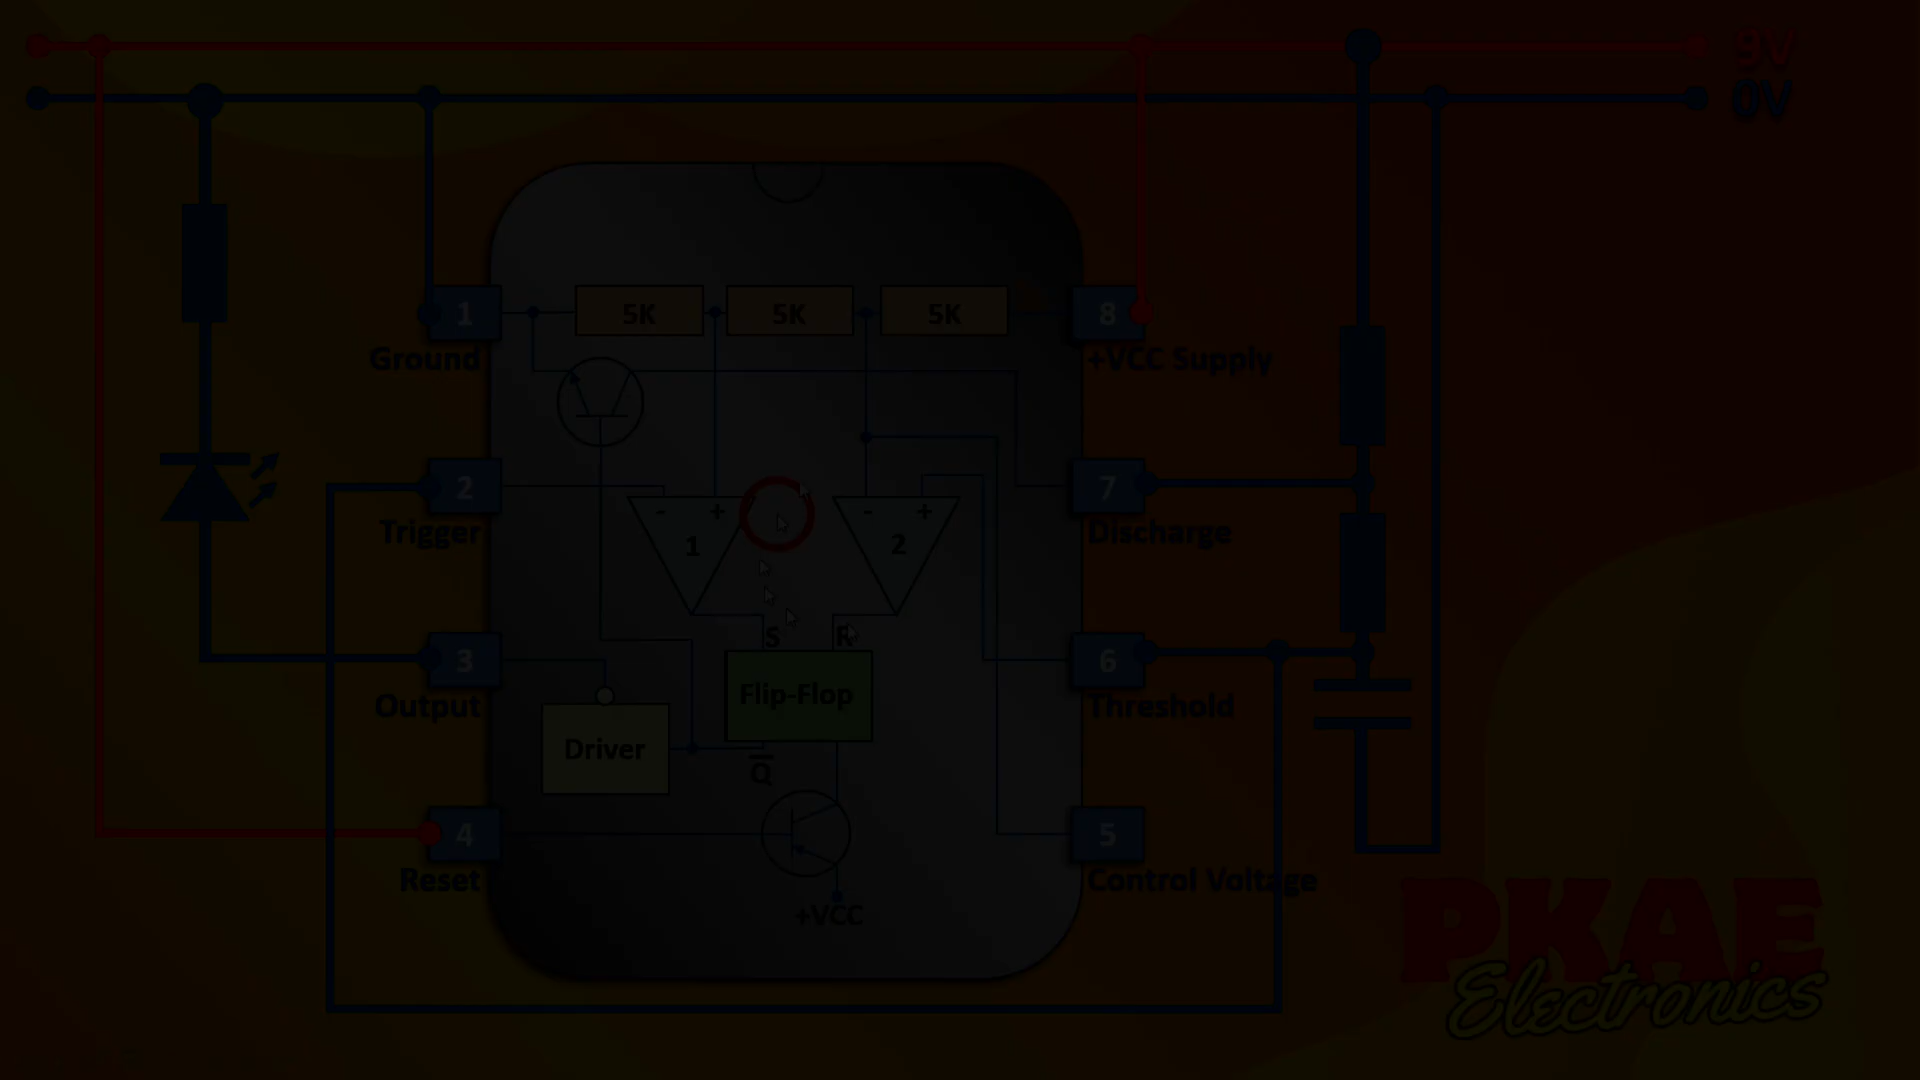 9V
0V
1
5K
5K
5K
8
Ground
+VCC Supply
2
-
+
-
+
7
Trigger
1
2
Discharge
S
R
3
6
Output
Flip-Flop
Threshold
Driver
Q
4
5
Reset
Control Voltage
+VCC
PKAE
Electronics